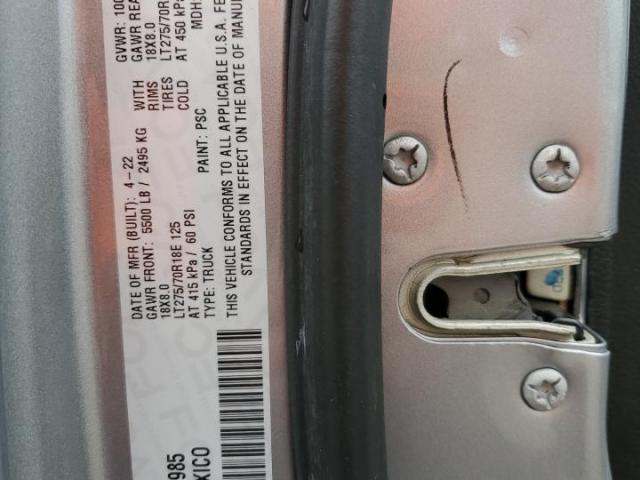 DATE OF MFR (BUILT): 4-22
GAWR FRONT: 5500 LB / 2495 KG WITH
18X8.0 RIMS
LT275/70R18E 125 TIRES
AT 415 kPa / 60 PSI COLD
TYPE: TRUCK PAINT: PSC
THIS VEHICLE CONFORMS TO ALL APPLICABLE U.S.A. FE
STANDARDS IN EFFECT ON THE DATE OF MANU
GVWR: 100
GAWR REA
18X8.0
LT275/70R
AT 450 kPa
MDH:
985
XICO